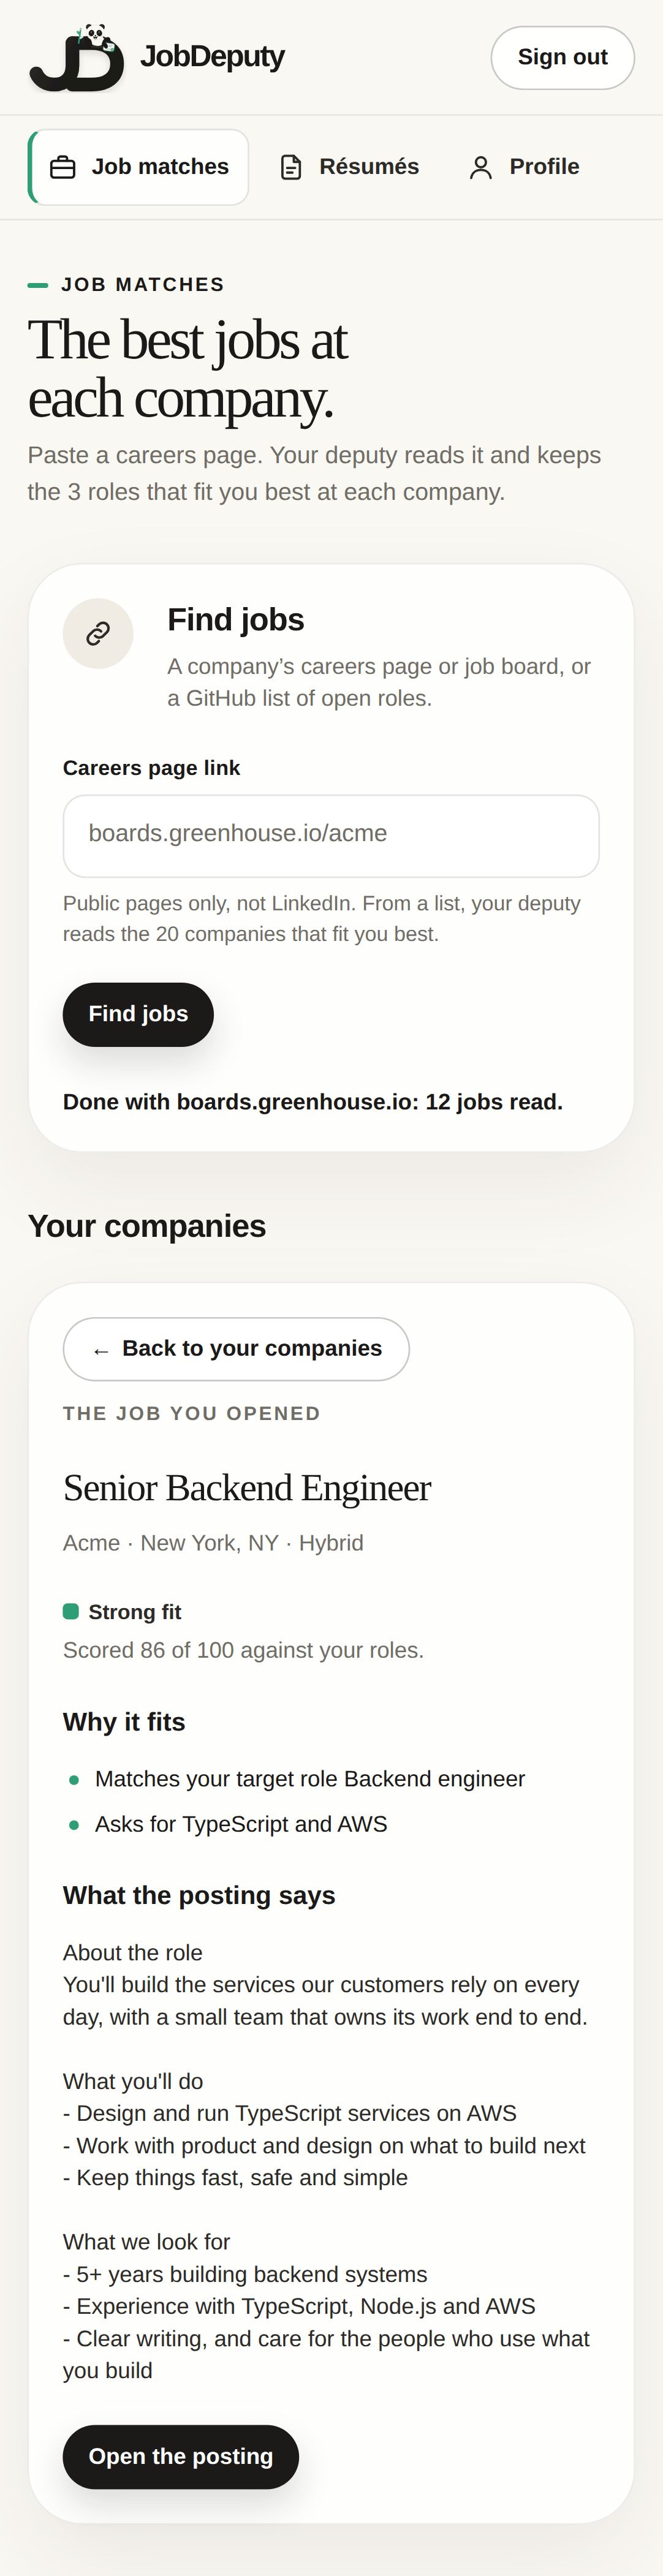 JobDeputy
Sign out
Job matches
Résumés
Profile
JOB MATCHES
The best jobs at
each company.
Paste a careers page. Your deputy reads it and keeps
the 3 roles that fit you best at each company.
Find jobs
A company’s careers page or job board, or
a GitHub list of open roles.
Careers page link
boards.greenhouse.io/acme
Public pages only, not LinkedIn. From a list, your deputy
reads the 20 companies that fit you best.
Find jobs
Done with boards.greenhouse.io: 12 jobs read.
Your companies
← Back to your companies
THE JOB YOU OPENED
Senior Backend Engineer
Acme · New York, NY · Hybrid
Strong fit
Scored 86 of 100 against your roles.
Why it fits
Matches your target role Backend engineer
Asks for TypeScript and AWS
What the posting says
About the role
You'll build the services our customers rely on every
day, with a small team that owns its work end to end.
What you'll do
- Design and run TypeScript services on AWS
- Work with product and design on what to build next
- Keep things fast, safe and simple
What we look for
- 5+ years building backend systems
- Experience with TypeScript, Node.js and AWS
- Clear writing, and care for the people who use what
you build
Open the posting